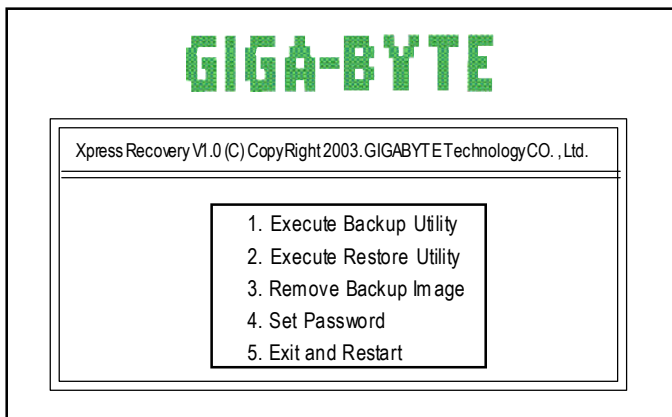 GIGA-BYTE
Xpress Recovery V1.0 (C) CopyRight 2003. GIGABYTE Technology CO. , Ltd.
1. Execute Backup Utility
2. Execute Restore Utility
3. Remove Backup Image
4. Set Password
5. Exit and Restart